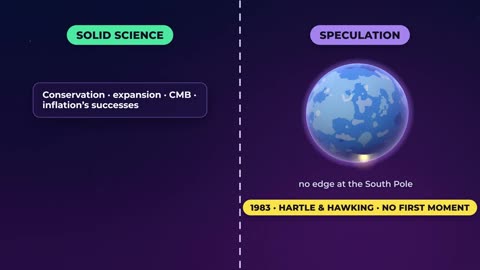 SOLID SCIENCE
Conservation · expansion · CMB ·
inflation's successes
SPECULATION
no edge at the South Pole
1983 · HARTLE & HAWKING · NO FIRST MOMENT